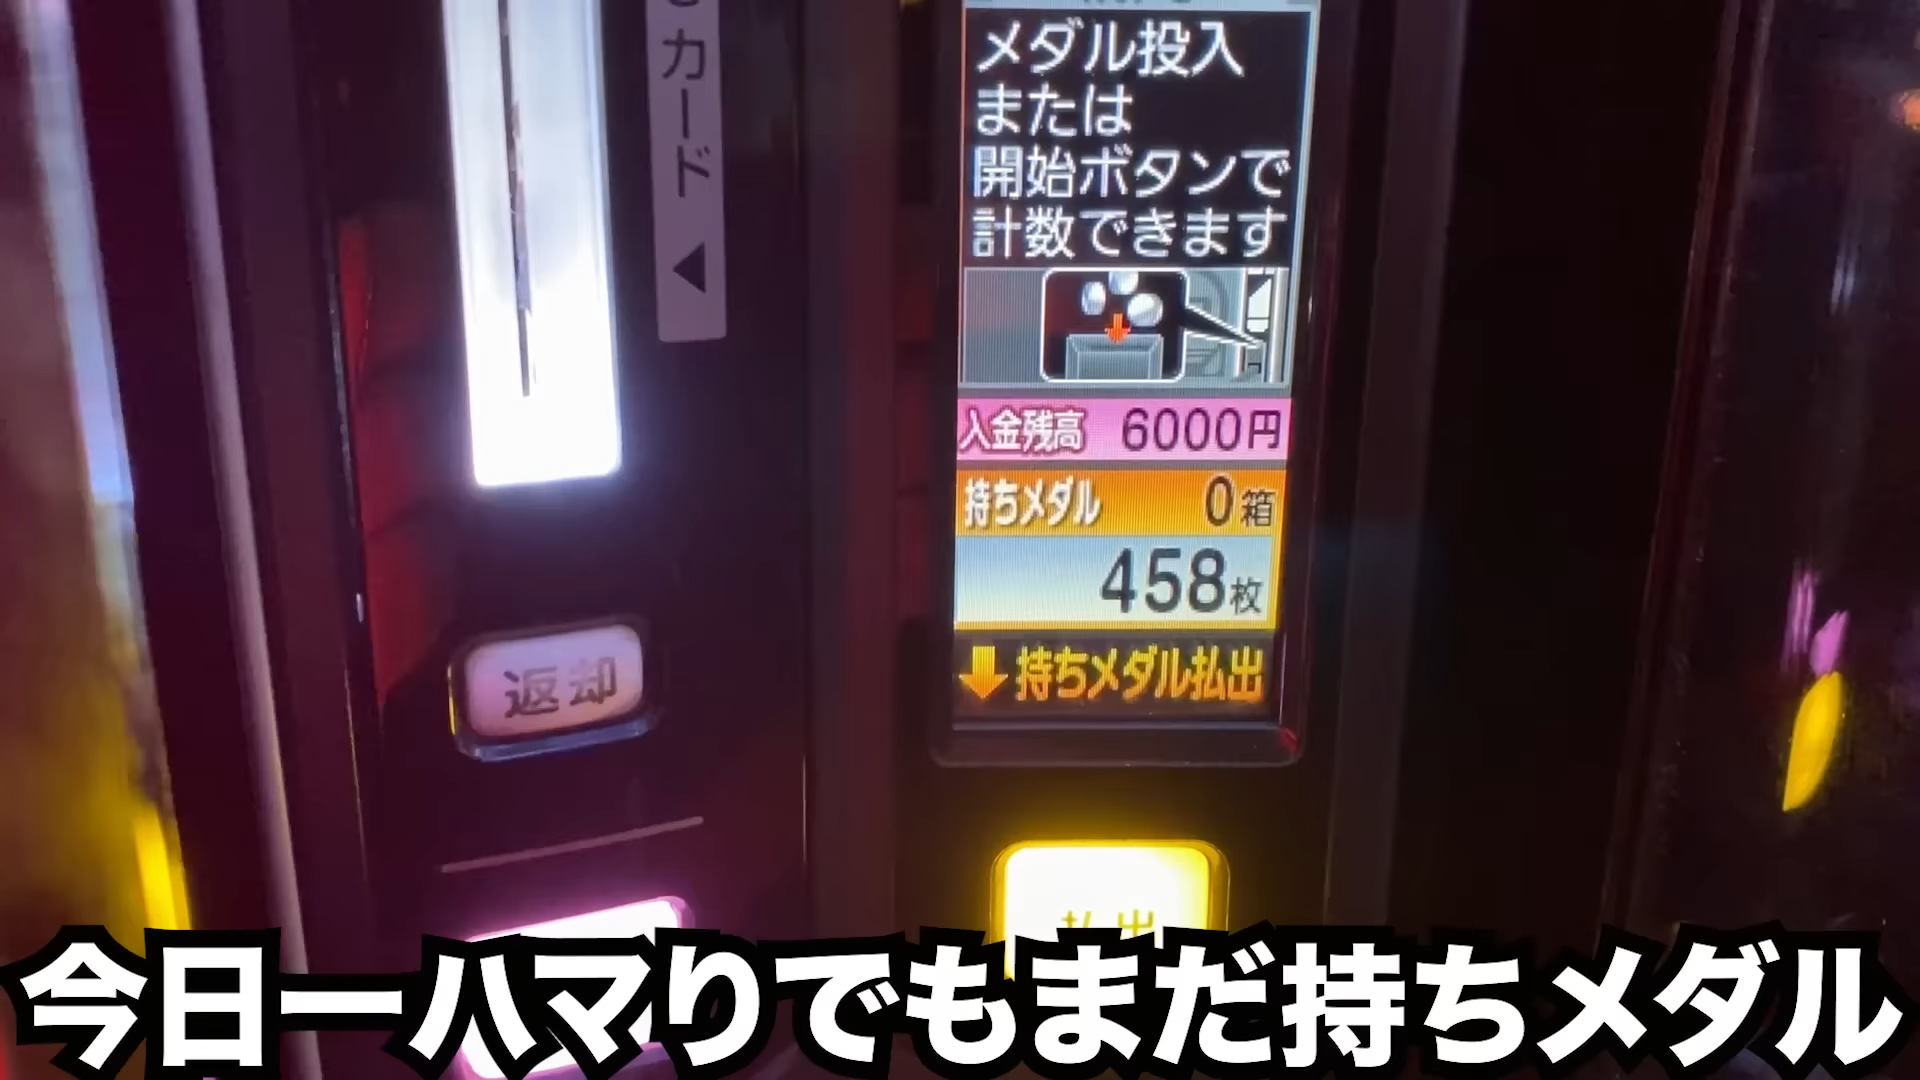 カード
メダル投入
または
開始ボタンで
計数できます
入金残高 6000円
持ちメダル 0箱
458枚
持ちメダル払出
返却
払出
今日一ハマりでもまだ持ちメダル